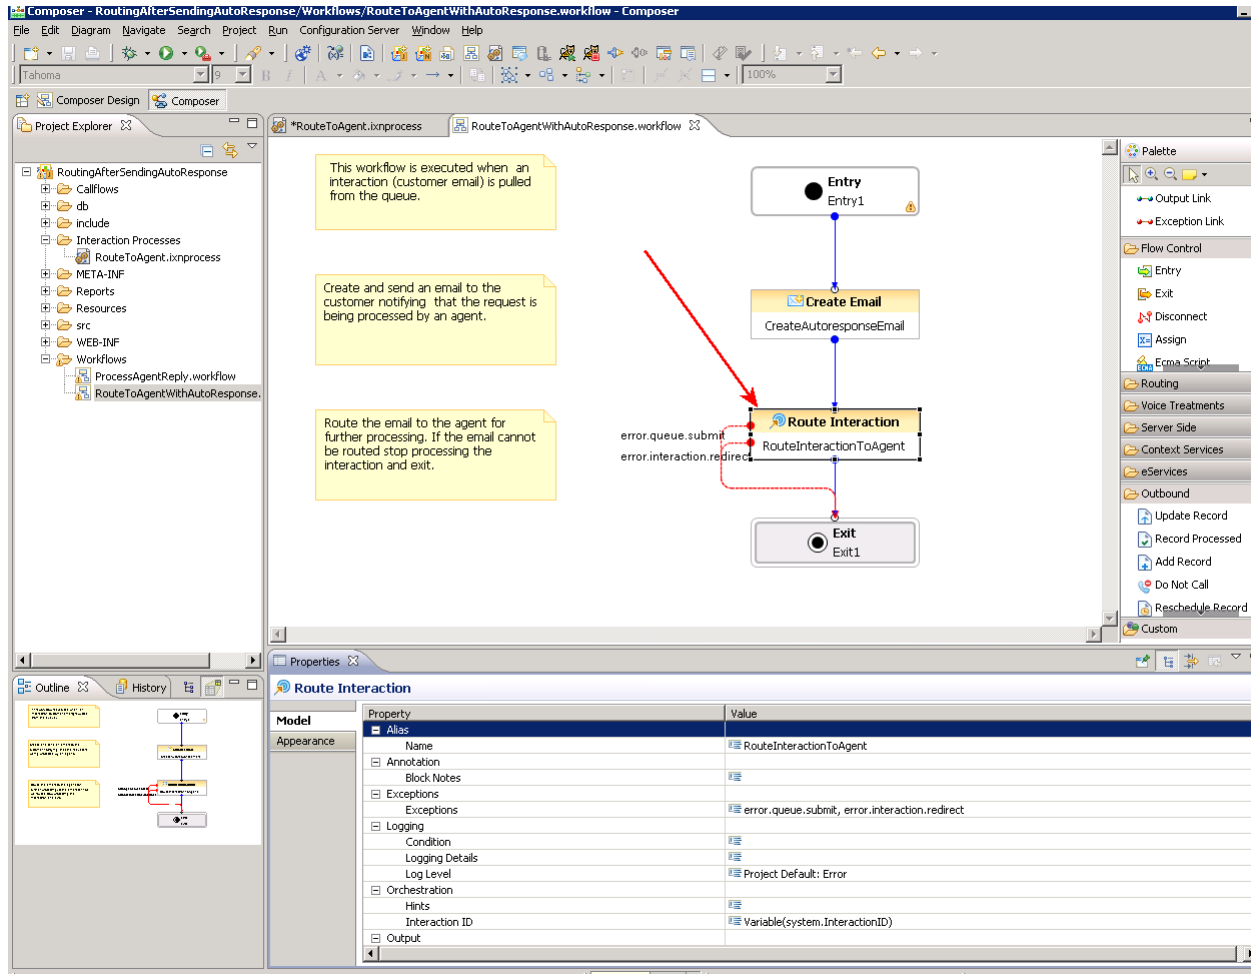 Composer - RoutingAfterSendingAutoResponse/Workflows/RouteToAgentWithAutoResponse.workflow - Composer
File Edit Diagram Navigate Search Project Run Configuration Server Window Help
Tahoma 9 B I A 100%
Composer Design Composer
Project Explorer
RoutingAfterSendingAutoResponse
Callflows
db
include
Interaction Processes
RouteToAgent.ixnprocess
META-INF
Reports
Resources
src
WEB-INF
Workflows
ProcessAgentReply.workflow
RouteToAgentWithAutoResponse.
*RouteToAgent.ixnprocess RouteToAgentWithAutoResponse.workflow
This workflow is executed when an
interaction (customer email) is pulled
from the queue.
Create and send an email to the
customer notifying that the request is
being processed by an agent.
Route the email to the agent for
further processing. If the email cannot
be routed stop processing the
interaction and exit.
Entry
Entry1
Create Email
CreateAutoresponseEmail
Route Interaction
RouteInteractionToAgent
error.queue.submit
error.interaction.redirect
Exit
Exit1
Palette
Output Link
Exception Link
Flow Control
Entry
Exit
Disconnect
Assign
Ecma Script
Routing
Voice Treatments
Server Side
Context Services
eServices
Outbound
Update Record
Record Processed
Add Record
Do Not Call
Reschedule Record
Custom
Outline History
Properties
Route Interaction
Model
Appearance
Property Value
Alias
Name RouteInteractionToAgent
Annotation
Block Notes
Exceptions
Exceptions error.queue.submit, error.interaction.redirect
Logging
Condition
Logging Details
Log Level Project Default: Error
Orchestration
Hints
Interaction ID Variable(system.InteractionID)
Output